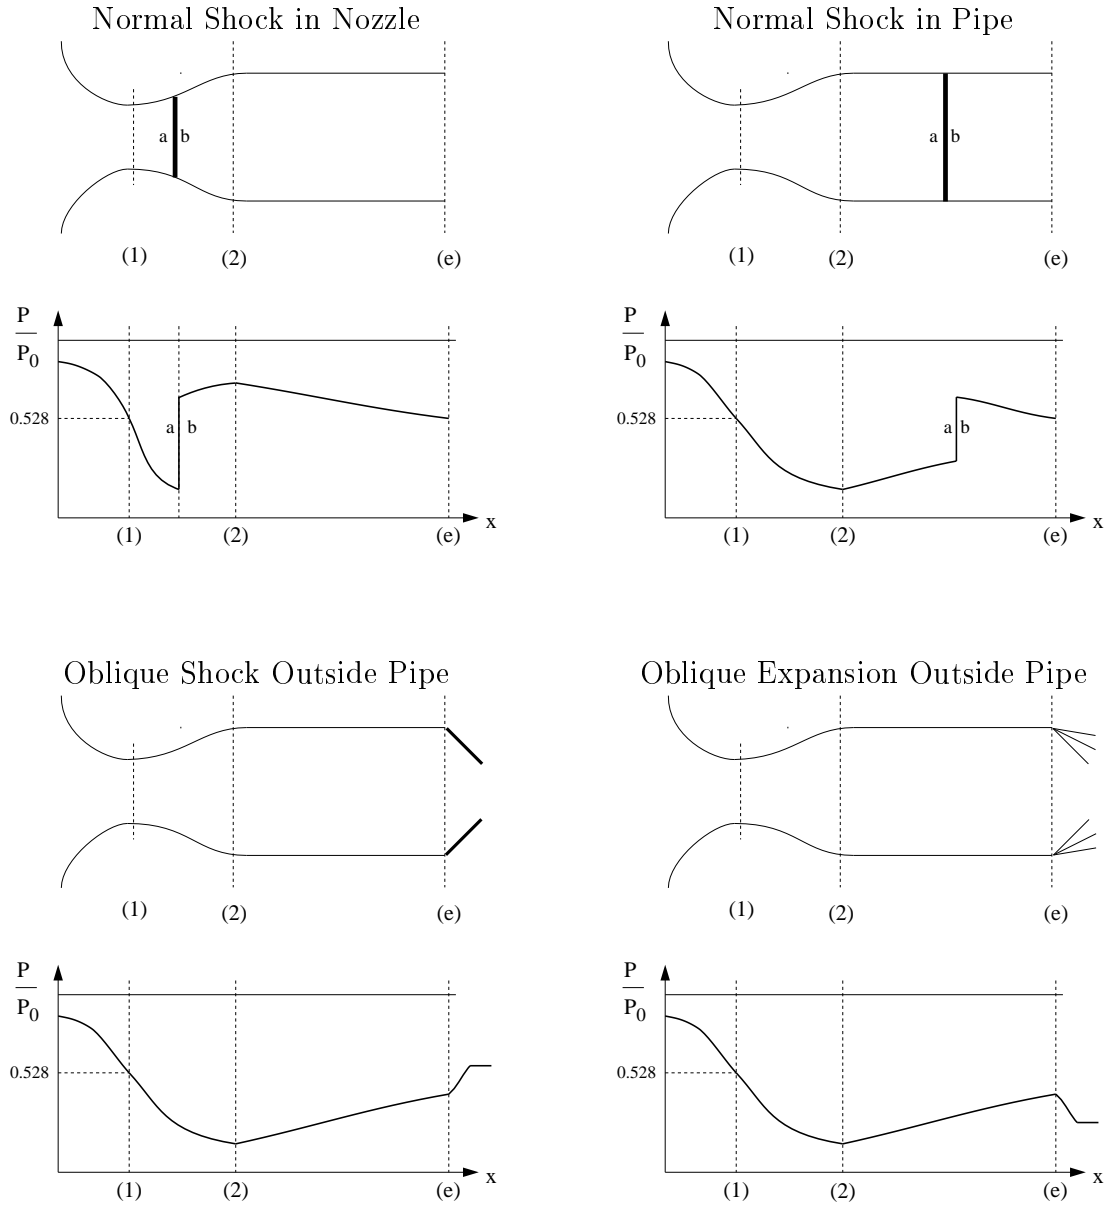 Normal Shock in Nozzle
a b
(1)
(2)
(e)
P
P0
0.528
a b
x
(1)
(2)
(e)
Normal Shock in Pipe
a b
(1)
(2)
(e)
P
P0
0.528
a b
x
(1)
(2)
(e)
Oblique Shock Outside Pipe
(1)
(2)
(e)
P
P0
0.528
x
(1)
(2)
(e)
Oblique Expansion Outside Pipe
(1)
(2)
(e)
P
P0
0.528
x
(1)
(2)
(e)